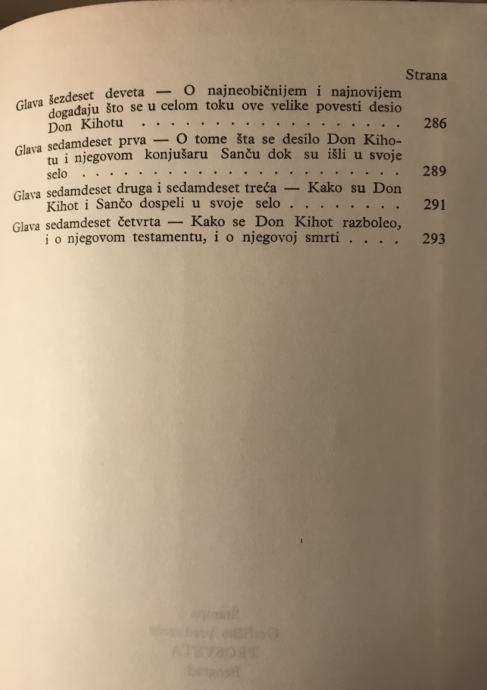 Strana
Glava šezdeset deveta — O najneobičnijem i najnovijem
događaju što se u celom toku ove velike povesti desio
Don Kihotu . . . . . . . . . . . . . . . . . 286
Glava sedamdeset prva — O tome šta se desilo Don Kiho-
tu i njegovom konjušaru Sanču dok su išli u svoje
selo . . . . . . . . . . . . . . . . . . . . . 289
Glava sedamdeset druga i sedamdeset treća — Kako su Don
Kihot i Sančo dospeli u svoje selo . . . . . . . . 291
Glava sedamdeset četvrta — Kako se Don Kihot razboleo,
i o njegovom testamentu, i o njegovoj smrti . . . . 293
PROSVETA
Beograd